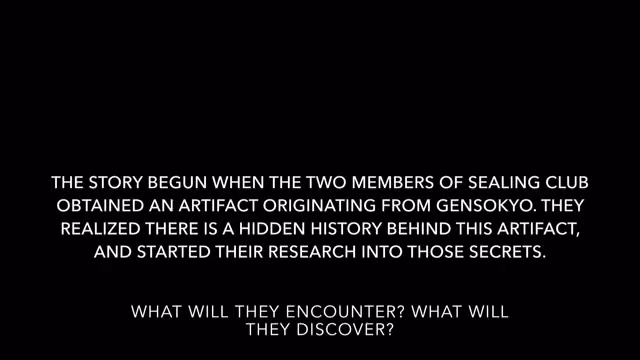 THE STORY BEGUN WHEN THE TWO MEMBERS OF SEALING CLUB
OBTAINED AN ARTIFACT ORIGINATING FROM GENSOKYO. THEY
REALIZED THERE IS A HIDDEN HISTORY BEHIND THIS ARTIFACT,
AND STARTED THEIR RESEARCH INTO THOSE SECRETS.
WHAT WILL THEY ENCOUNTER? WHAT WILL
THEY DISCOVER?